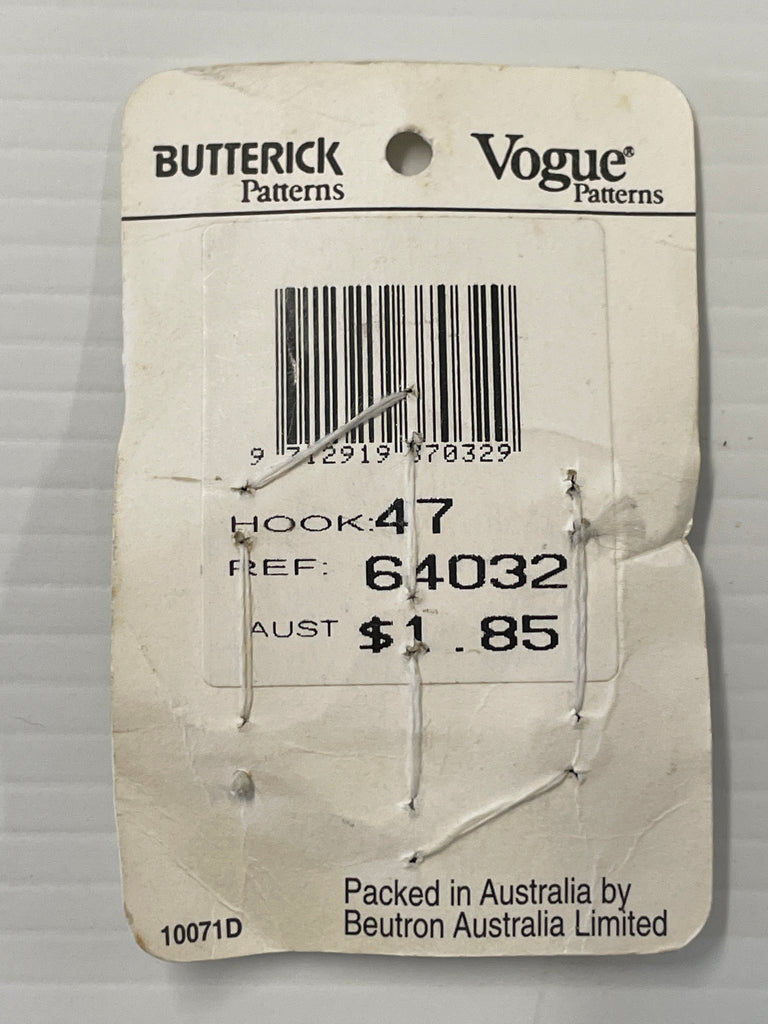 BUTTERICK
Patterns
Vogue®
Patterns
9 312919 370329
HOOK:47
REF: 64032
AUST $1.85
10071D
Packed in Australia by
Beutron Australia Limited